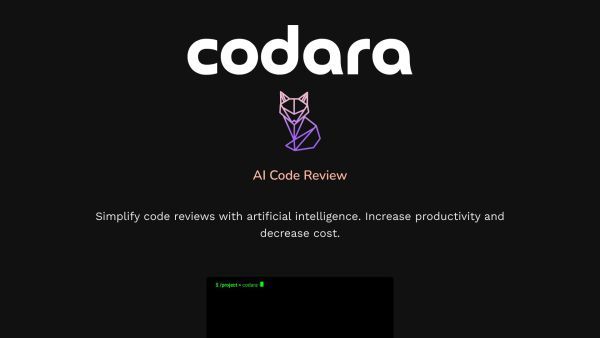 codara
AI Code Review
Simplify code reviews with artificial intelligence. Increase productivity and
decrease cost.
$ /project > codara